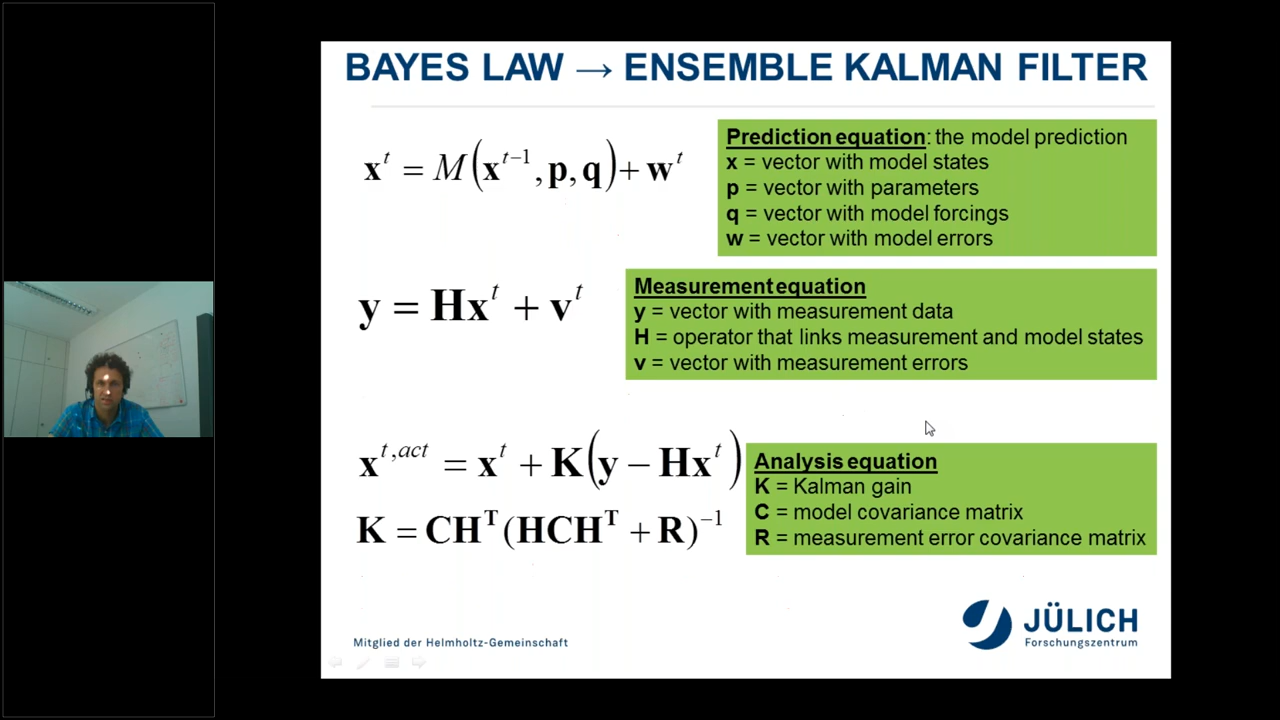 BAYES LAW → ENSEMBLE KALMAN FILTER
x^t = M(x^{t−1}, p, q) + w^t
Prediction equation: the model prediction
x = vector with model states
p = vector with parameters
q = vector with model forcings
w = vector with model errors
y = Hx^t + v^t
Measurement equation
y = vector with measurement data
H = operator that links measurement and model states
v = vector with measurement errors
x^{t,act} = x^t + K(y − Hx^t)
K = CH^T(HCH^T + R)^{−1}
Analysis equation
K = Kalman gain
C = model covariance matrix
R = measurement error covariance matrix
Mitglied der Helmholtz-Gemeinschaft
JÜLICH
Forschungszentrum